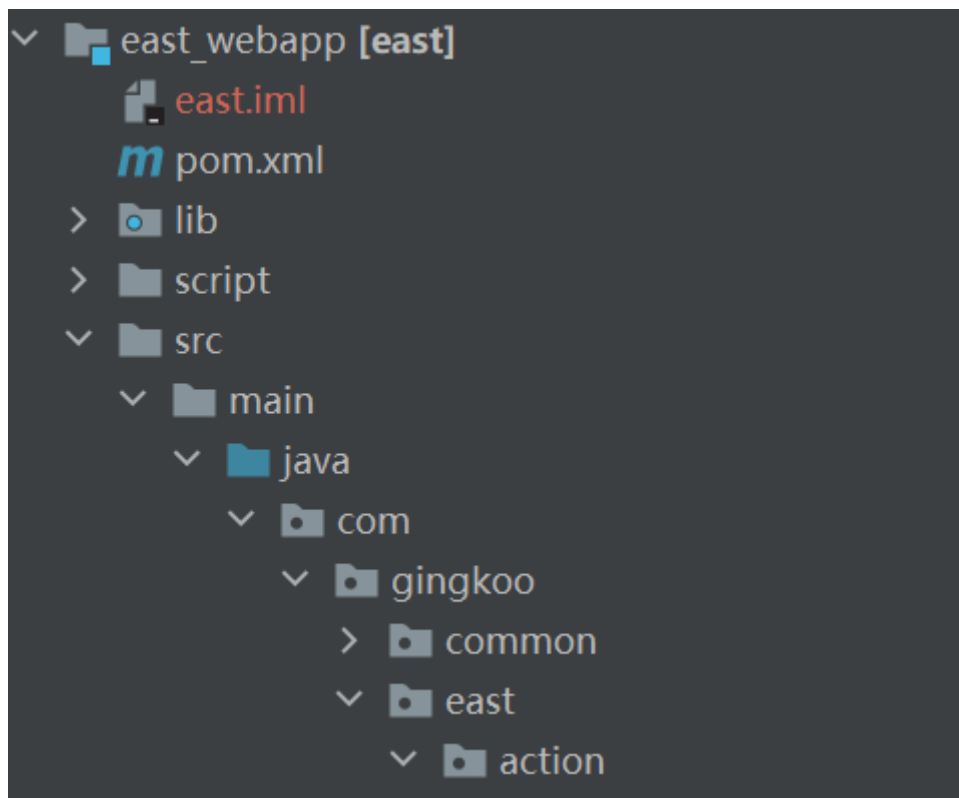 east_webapp [east]
east.iml
pom.xml
lib
script
src
main
java
com
gingkoo
common
east
action